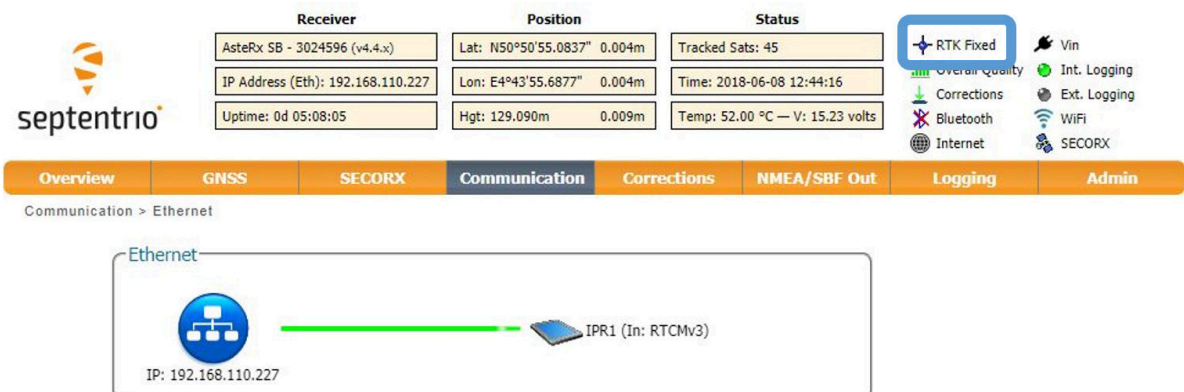 septentrio
Receiver
AsteRx SB - 3024596 (v4.4.x)
IP Address (Eth): 192.168.110.227
Uptime: 0d 05:08:05
Position
Lat: N50°50'55.0837" 0.004m
Lon: E4°43'55.6877" 0.004m
Hgt: 129.090m 0.009m
Status
Tracked Sats: 45
Time: 2018-06-08 12:44:16
Temp: 52.00 °C — V: 15.23 volts
RTK Fixed
Overall Quality
Corrections
Bluetooth
Internet
Vin
Int. Logging
Ext. Logging
WiFi
SECORX
Overview GNSS SECORX Communication Corrections NMEA/SBF Out Logging Admin
Communication > Ethernet
Ethernet
IPR1 (In: RTCMv3)
IP: 192.168.110.227